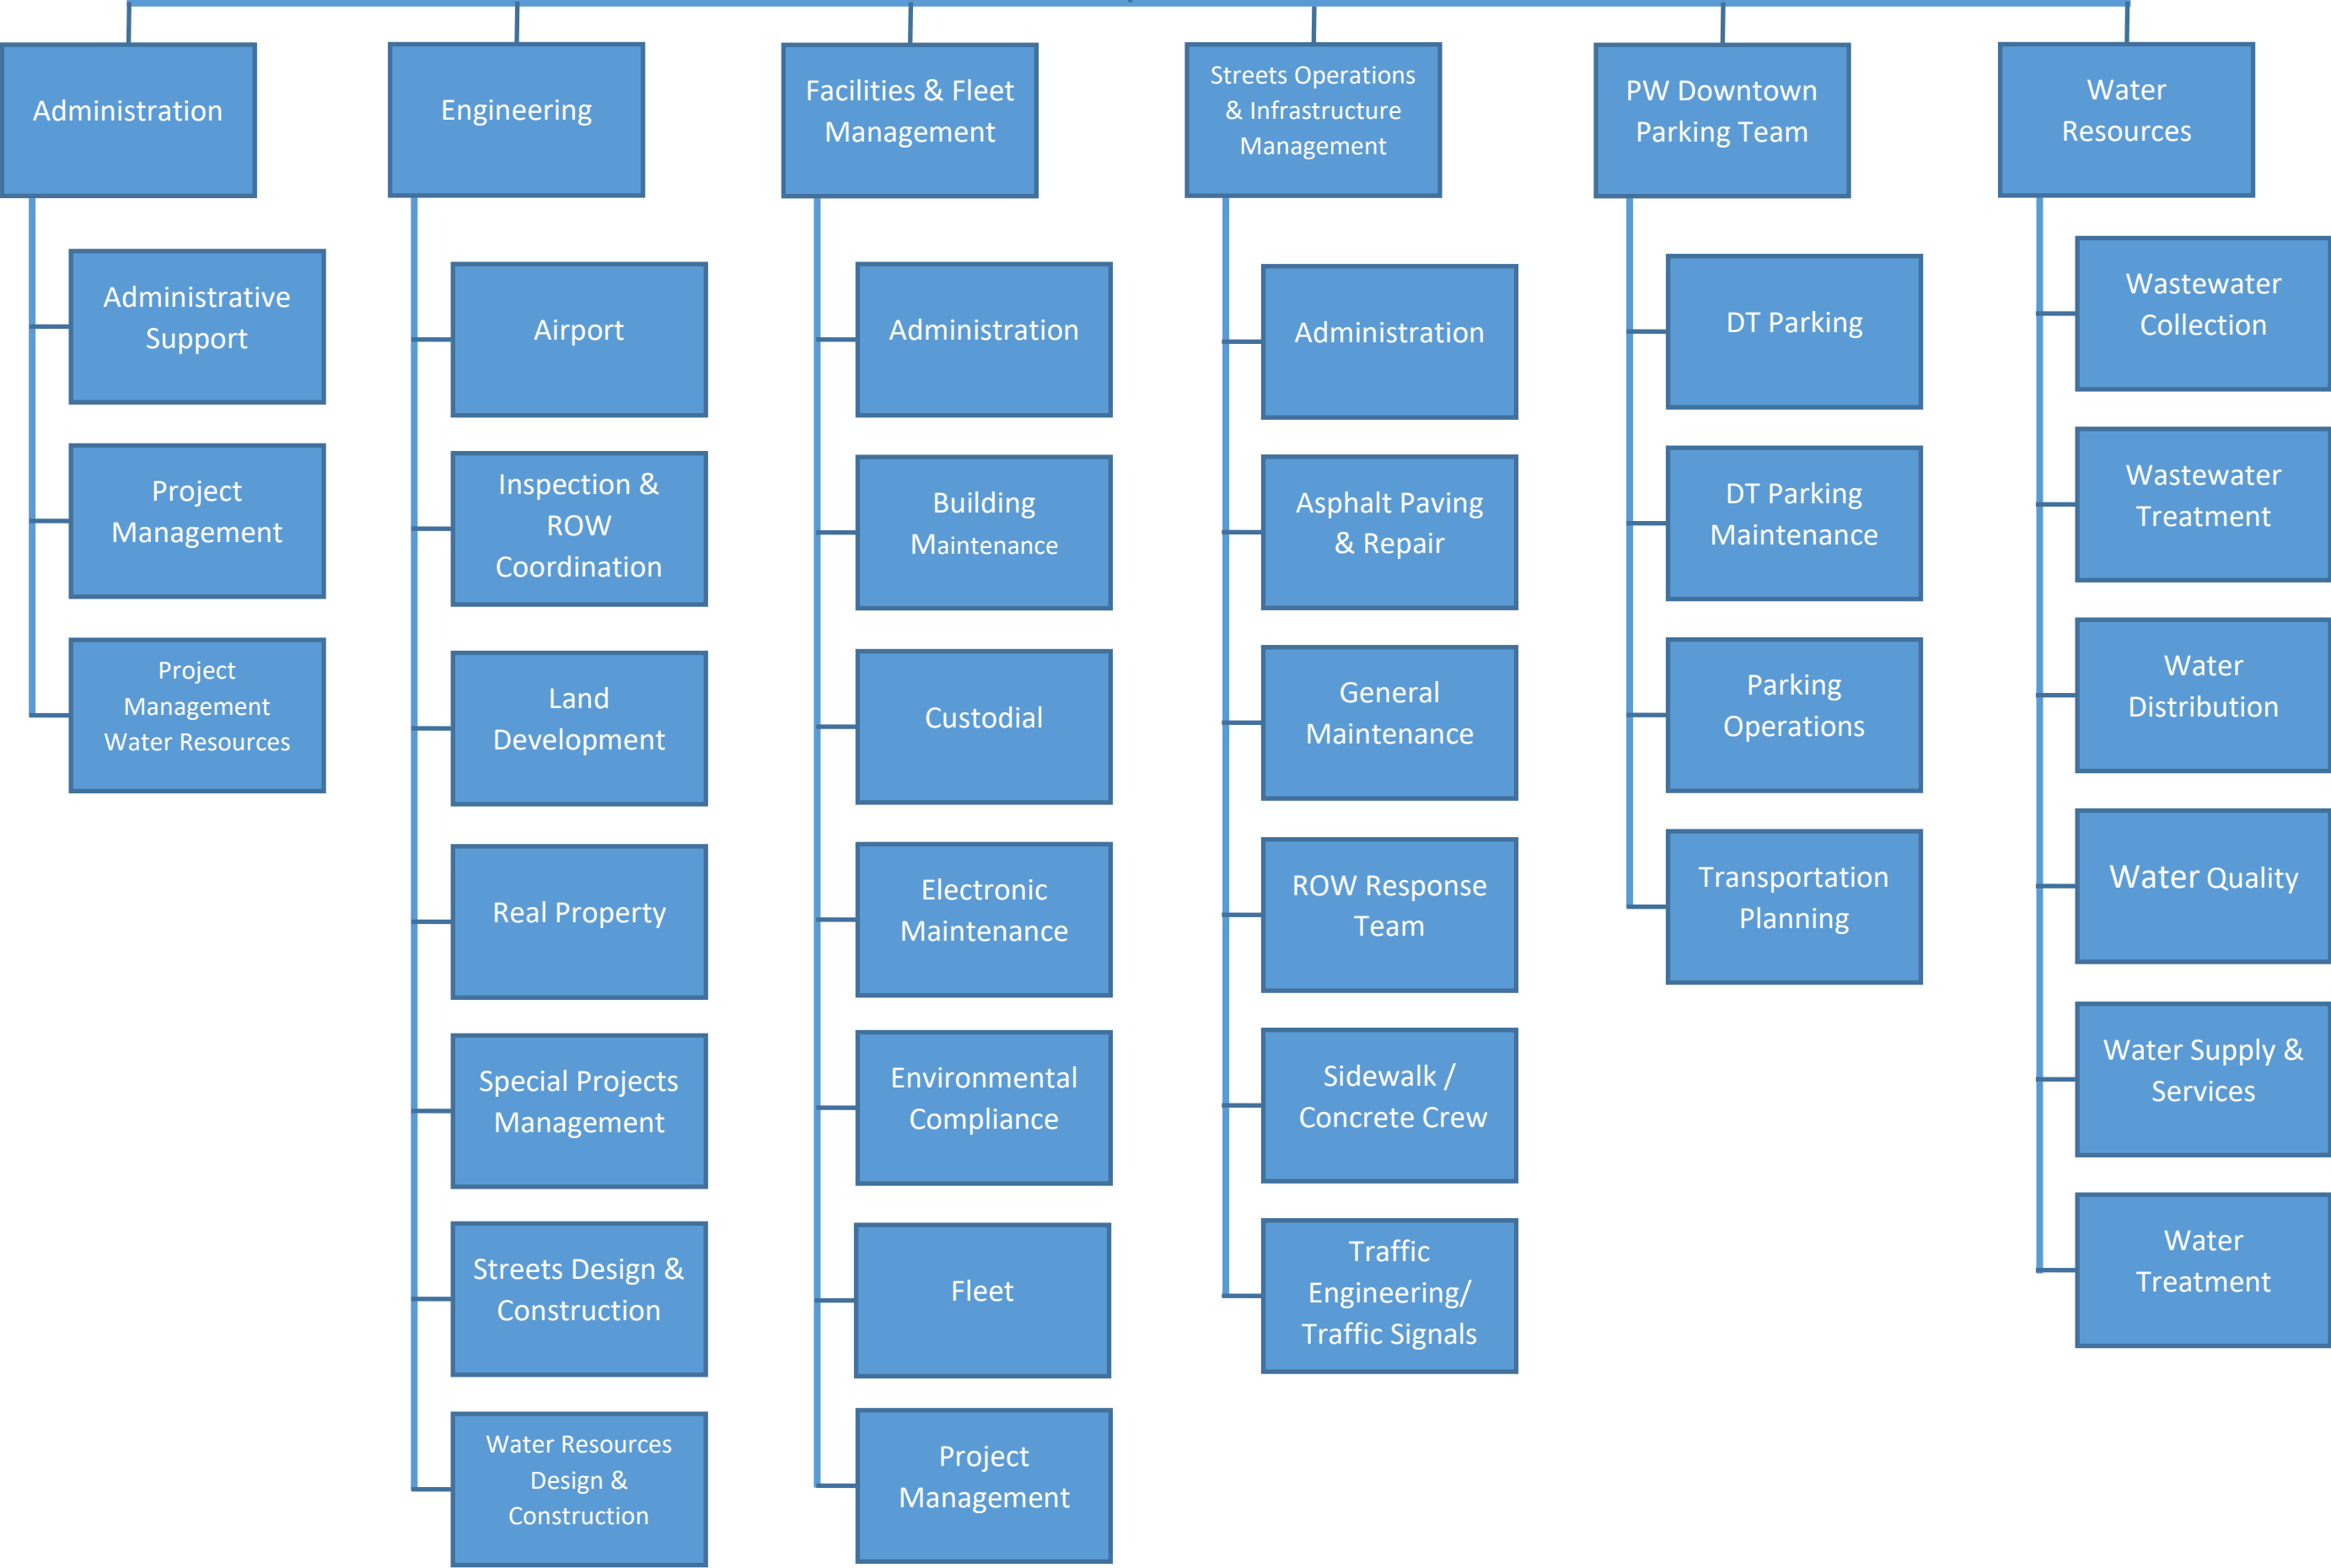 Administration
Administrative
Support
Project
Management
Project
Management
Water Resources
Engineering
Airport
Inspection &
ROW
Coordination
Land
Development
Real Property
Special Projects
Management
Streets Design &
Construction
Water Resources
Design &
Construction
Facilities & Fleet
Management
Administration
Building
Maintenance
Custodial
Electronic
Maintenance
Environmental
Compliance
Fleet
Project
Management
Streets Operations
& Infrastructure
Management
Administration
Asphalt Paving
& Repair
General
Maintenance
ROW Response
Team
Sidewalk /
Concrete Crew
Traffic
Engineering/
Traffic Signals
PW Downtown
Parking Team
DT Parking
DT Parking
Maintenance
Parking
Operations
Transportation
Planning
Water
Resources
Wastewater
Collection
Wastewater
Treatment
Water
Distribution
Water Quality
Water Supply &
Services
Water
Treatment